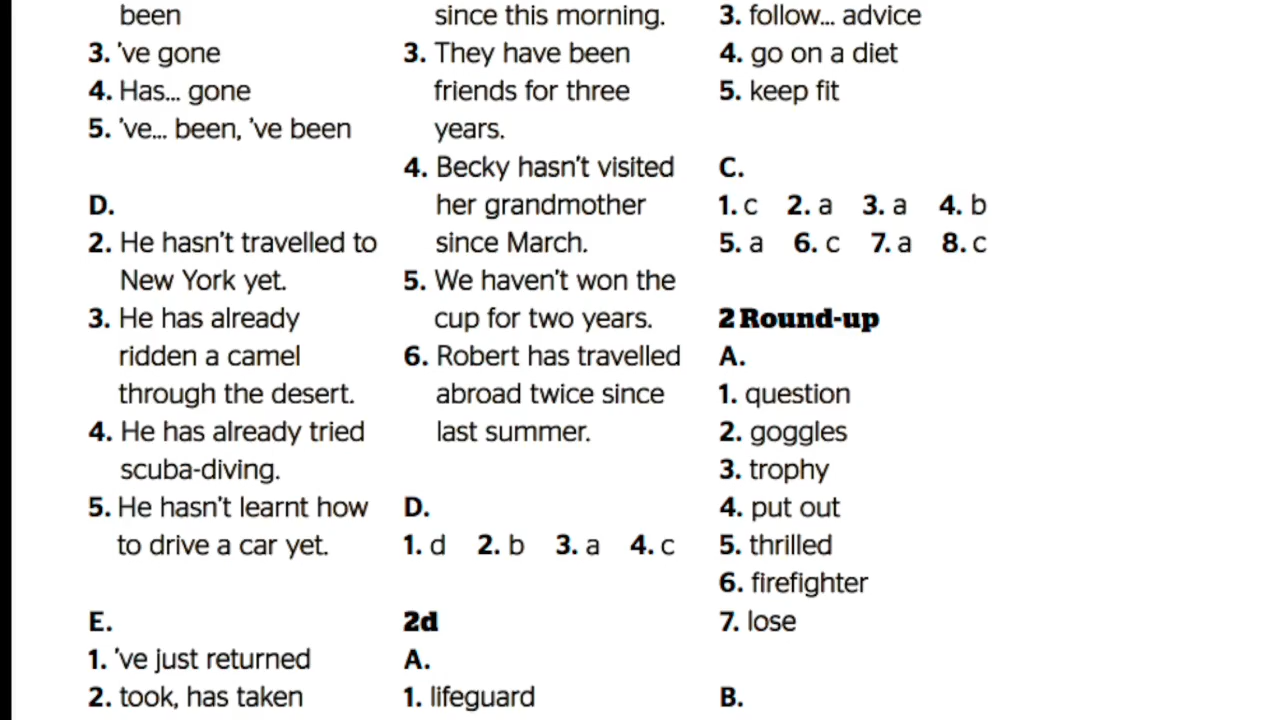 been
3. 've gone
4. Has... gone
5. 've... been, 've been
D.
2. He hasn't travelled to
New York yet.
3. He has already
ridden a camel
through the desert.
4. He has already tried
scuba-diving.
5. He hasn't learnt how
to drive a car yet.
E.
1. 've just returned
2. took, has taken
since this morning.
3. They have been
friends for three
years.
4. Becky hasn't visited
her grandmother
since March.
5. We haven't won the
cup for two years.
6. Robert has travelled
abroad twice since
last summer.
D.
1. d 2. b 3. a 4. c
2d
A.
1. lifeguard
3. follow... advice
4. go on a diet
5. keep fit
C.
1. c 2. a 3. a 4. b
5. a 6. c 7. a 8. c
2 Round-up
A.
1. question
2. goggles
3. trophy
4. put out
5. thrilled
6. firefighter
7. lose
B.